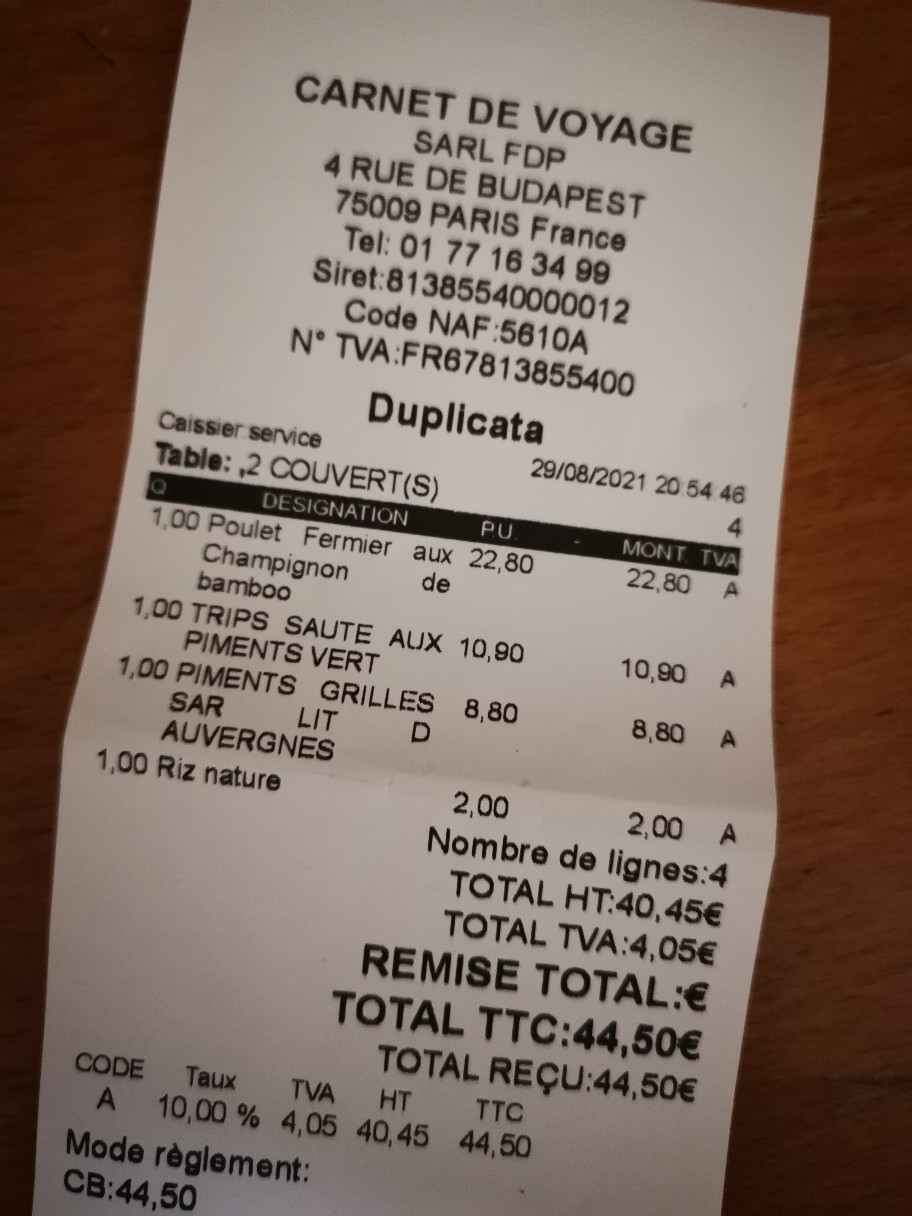 CARNET DE VOYAGE
SARL FDP
4 RUE DE BUDAPEST
75009 PARIS France
Tel: 01 77 16 34 99
Siret:81385540000012
Code NAF:5610A
N° TVA:FR67813855400
Duplicata
Caissier service 29/08/2021 20:54:46
Table: ,2 COUVERT(S) 4
Q DESIGNATION P.U. - MONT. TVA
1,00 Poulet Fermier aux 22,80 22,80 A
Champignon de
bamboo
1,00 TRIPS SAUTE AUX 10,90 10,90 A
PIMENTS VERT
1,00 PIMENTS GRILLES 8,80 8,80 A
SAR LIT D
AUVERGNES
1,00 Riz nature 2,00 2,00 A
Nombre de lignes:4
TOTAL HT:40,45€
TOTAL TVA:4,05€
REMISE TOTAL:€
TOTAL TTC:44,50€
TOTAL REÇU:44,50€
CODE Taux TVA HT TTC
A 10,00 % 4,05 40,45 44,50
Mode règlement:
CB:44,50